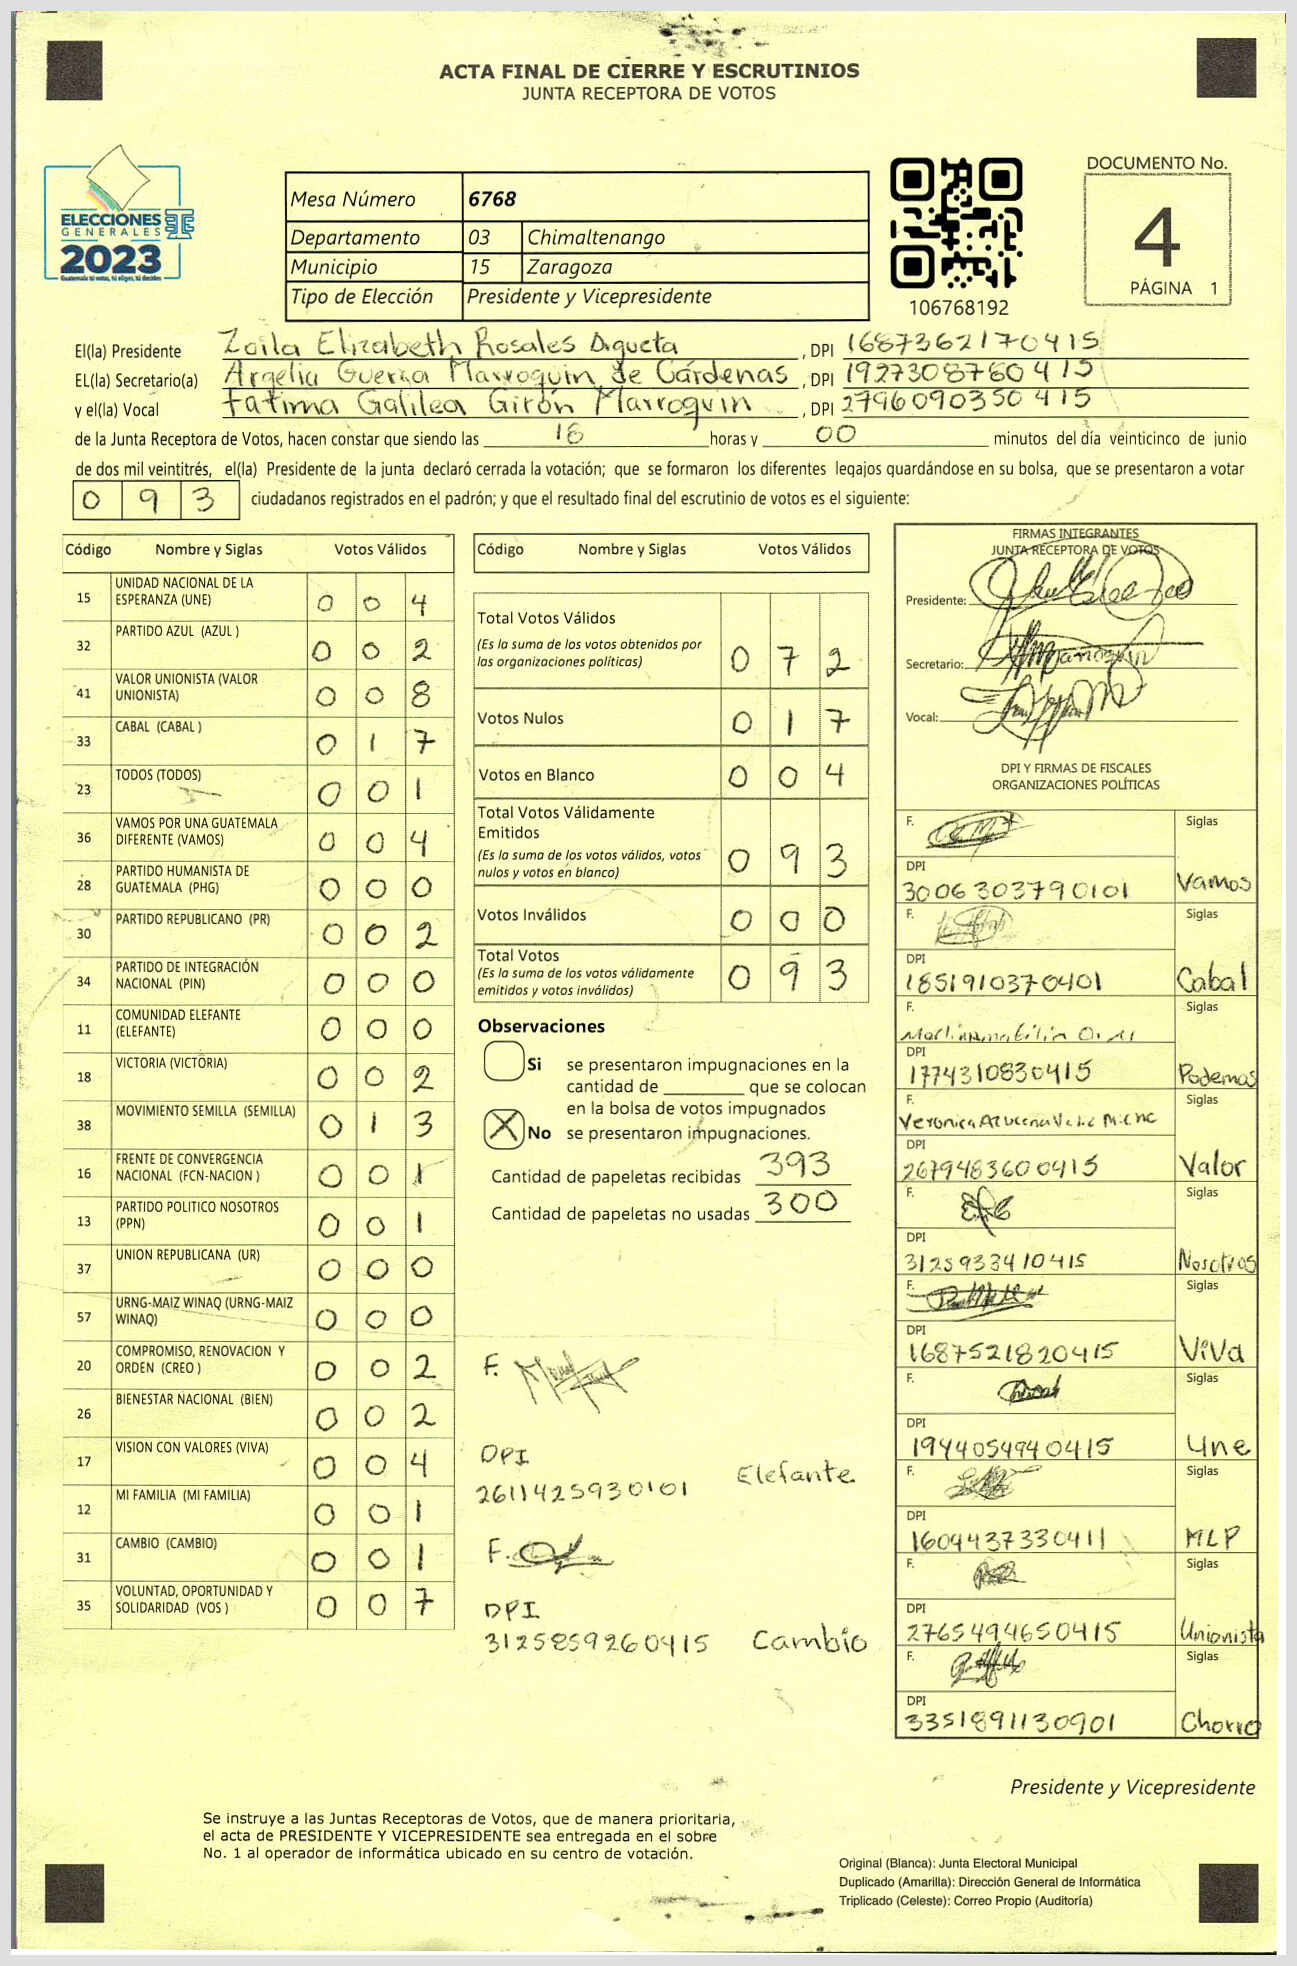 ACTA FINAL DE CIERRE Y ESCRUTINIOS
JUNTA RECEPTORA DE VOTOS
ELECCIONES
GENERALES
2023
Guatemala tú votas, tú eliges, tú decides
Mesa Número 6768
Departamento 03 Chimaltenango
Municipio 15 Zaragoza
Tipo de Elección Presidente y Vicepresidente
106768192
DOCUMENTO No.
4
PÁGINA 1
El(la) Presidente Zoila Elizabeth Rosales Digueta, DPI 1687362170415
EL(la) Secretario(a) Argelia Guerra Marroquin de Cárdenas, DPI 1927308760415
y el(la) Vocal Fatima Galilea Girón Marroquin, DPI 2796090350415
de la Junta Receptora de Votos, hacen constar que siendo las 16 horas y 00 minutos del día veinticinco de junio
de dos mil veintitrés, el(la) Presidente de la junta declaró cerrada la votación; que se formaron los diferentes legajos guardándose en su bolsa, que se presentaron a votar
0 9 3 ciudadanos registrados en el padrón; y que el resultado final del escrutinio de votos es el siguiente:
Código Nombre y Siglas Votos Válidos
15 UNIDAD NACIONAL DE LA ESPERANZA (UNE) 0 0 4
32 PARTIDO AZUL (AZUL ) 0 0 2
41 VALOR UNIONISTA (VALOR UNIONISTA) 0 0 8
33 CABAL (CABAL ) 0 1 7
23 TODOS (TODOS) 0 0 1
36 VAMOS POR UNA GUATEMALA DIFERENTE (VAMOS) 0 0 4
28 PARTIDO HUMANISTA DE GUATEMALA (PHG) 0 0 0
30 PARTIDO REPUBLICANO (PR) 0 0 2
34 PARTIDO DE INTEGRACIÓN NACIONAL (PIN) 0 0 0
11 COMUNIDAD ELEFANTE (ELEFANTE) 0 0 0
18 VICTORIA (VICTORIA) 0 0 2
38 MOVIMIENTO SEMILLA (SEMILLA) 0 1 3
16 FRENTE DE CONVERGENCIA NACIONAL (FCN-NACION ) 0 0 1
13 PARTIDO POLITICO NOSOTROS (PPN) 0 0 1
37 UNION REPUBLICANA (UR) 0 0 0
57 URNG-MAIZ WINAQ (URNG-MAIZ WINAQ) 0 0 0
20 COMPROMISO, RENOVACION Y ORDEN (CREO ) 0 0 2
26 BIENESTAR NACIONAL (BIEN) 0 0 2
17 VISION CON VALORES (VIVA) 0 0 4
12 MI FAMILIA (MI FAMILIA) 0 0 1
31 CAMBIO (CAMBIO) 0 0 1
35 VOLUNTAD, OPORTUNIDAD Y SOLIDARIDAD (VOS ) 0 0 7
Código Nombre y Siglas Votos Válidos
Total Votos Válidos
(Es la suma de los votos obtenidos por
las organizaciones políticas) 0 7 2
Votos Nulos 0 1 7
Votos en Blanco 0 0 4
Total Votos Válidamente
Emitidos
(Es la suma de los votos válidos, votos
nulos y votos en blanco) 0 9 3
Votos Inválidos 0 0 0
Total Votos
(Es la suma de los votos válidamente
emitidos y votos inválidos) 0 9 3
Observaciones
Si se presentaron impugnaciones en la
cantidad de ________ que se colocan
en la bolsa de votos impugnados
X No se presentaron impugnaciones.
Cantidad de papeletas recibidas 393
Cantidad de papeletas no usadas 300
F.
DPI
2611425930101 Elefante
F.
DPI
3125859260415 Cambio
FIRMAS INTEGRANTES
JUNTA RECEPTORA DE VOTOS
Presidente:
Secretario:
Vocal:
DPI Y FIRMAS DE FISCALES
ORGANIZACIONES POLÍTICAS
F. Siglas
DPI
3006303790101 Vamos
F. Siglas
DPI
1851910370401 Cabal
F. Siglas
DPI
1774310830415 Podemos
F. Siglas
Veronica Azucena
DPI
2679483600415 Valor
F. Siglas
DPI
3125933410415 Nosotros
F. Siglas
DPI
1687521820415 ViVa
F. Siglas
DPI
1944054940415 Une
F. Siglas
DPI
1604437330411 MLP
F. Siglas
DPI
2765494650415 Unionista
F. Siglas
DPI
3351891130901 Chorro
Presidente y Vicepresidente
Se instruye a las Juntas Receptoras de Votos, que de manera prioritaria,
el acta de PRESIDENTE Y VICEPRESIDENTE sea entregada en el sobre
No. 1 al operador de informática ubicado en su centro de votación.
Original (Blanca): Junta Electoral Municipal
Duplicado (Amarilla): Dirección General de Informática
Triplicado (Celeste): Correo Propio (Auditoría)